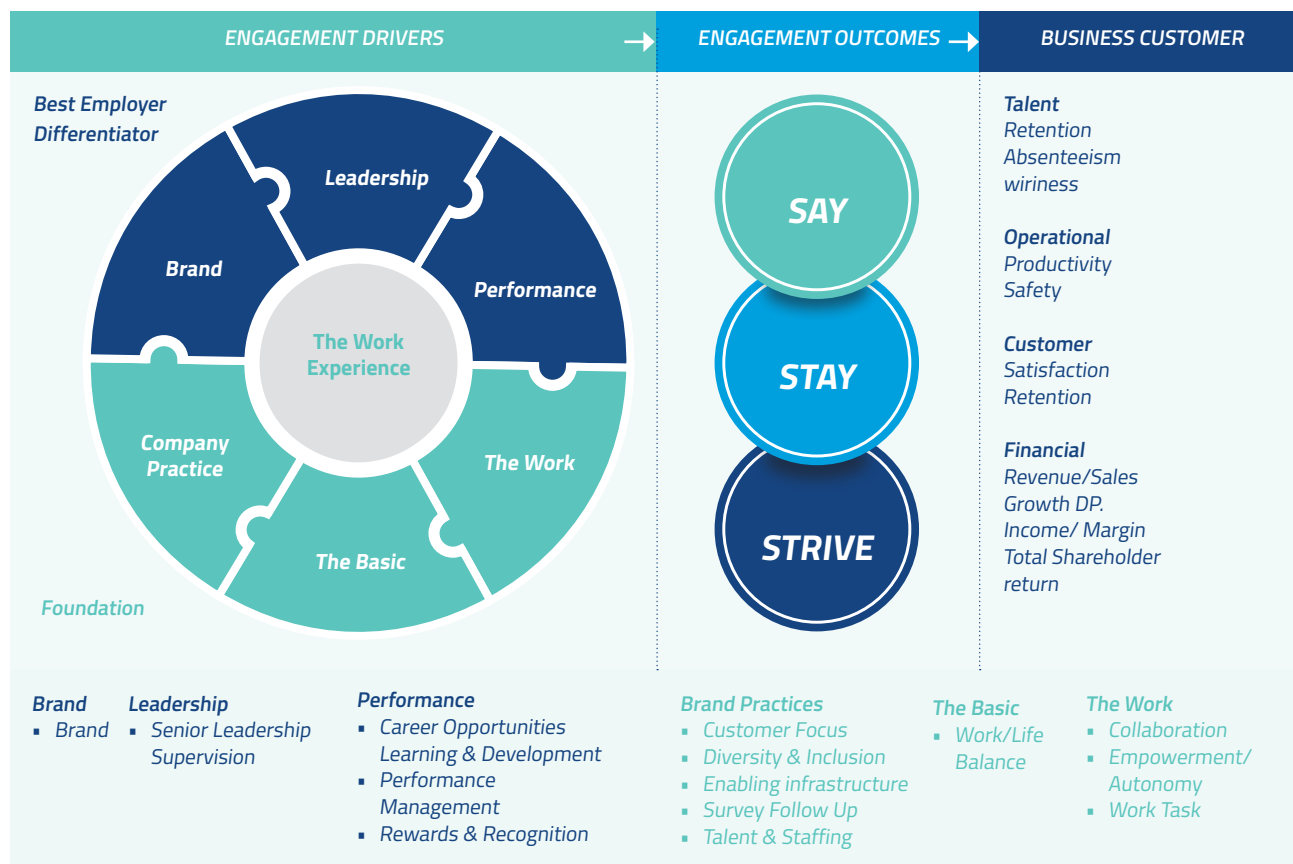 ENGAGEMENT DRIVERS
ENGAGEMENT OUTCOMES
BUSINESS CUSTOMER
Best Employer
Differentiator
Leadership
Brand
Performance
The Work
Experience
Company
Practice
The Work
The Basic
Foundation
SAY
STAY
STRIVE
Talent
Retention
Absenteeism
wiriness
Operational
Productivity
Safety
Customer
Satisfaction
Retention
Financial
Revenue/Sales
Growth DP.
Income/ Margin
Total Shareholder
return
Brand
▪ Brand
Leadership
▪ Senior Leadership
Supervision
Performance
▪ Career Opportunities
Learning & Development
▪ Performance
Management
▪ Rewards & Recognition
Brand Practices
▪ Customer Focus
▪ Diversity & Inclusion
▪ Enabling infrastructure
▪ Survey Follow Up
▪ Talent & Staffing
The Basic
▪ Work/Life
Balance
The Work
▪ Collaboration
▪ Empowerment/
Autonomy
▪ Work Task